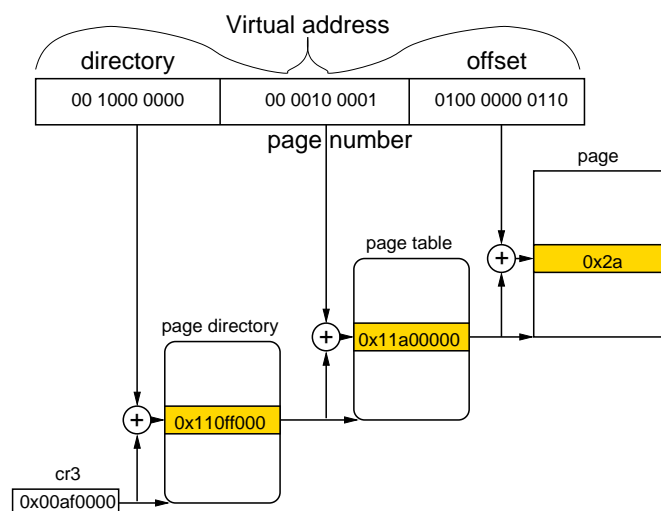 Virtual address
directory
offset
00 1000 0000
00 0010 0001
0100 0000 0110
page number
page
page table
0x2a
page directory
+
+
0x11a00000
+
0x110ff000
cr3
0x00af0000